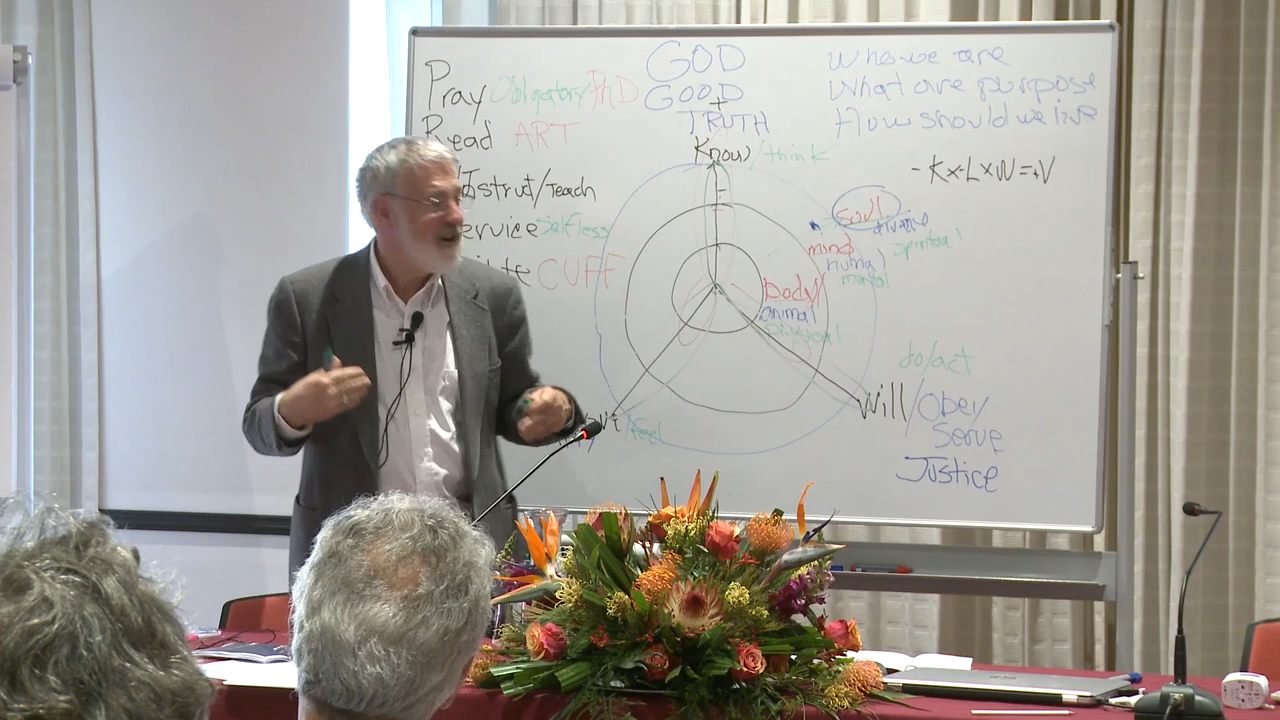 Pray Obligatory PhD
Read ART
Instruct/Teach
Service Selfless
CUFF
GOD
GOOD
+
TRUTH
Know/think
Who we are
What are purpose
How should we live
-K x -L x W = +V
soul
divine
spiritual
mind
human
mental
body
animal
physical
do/act
Will/Obey
Serve
Justice
/feel